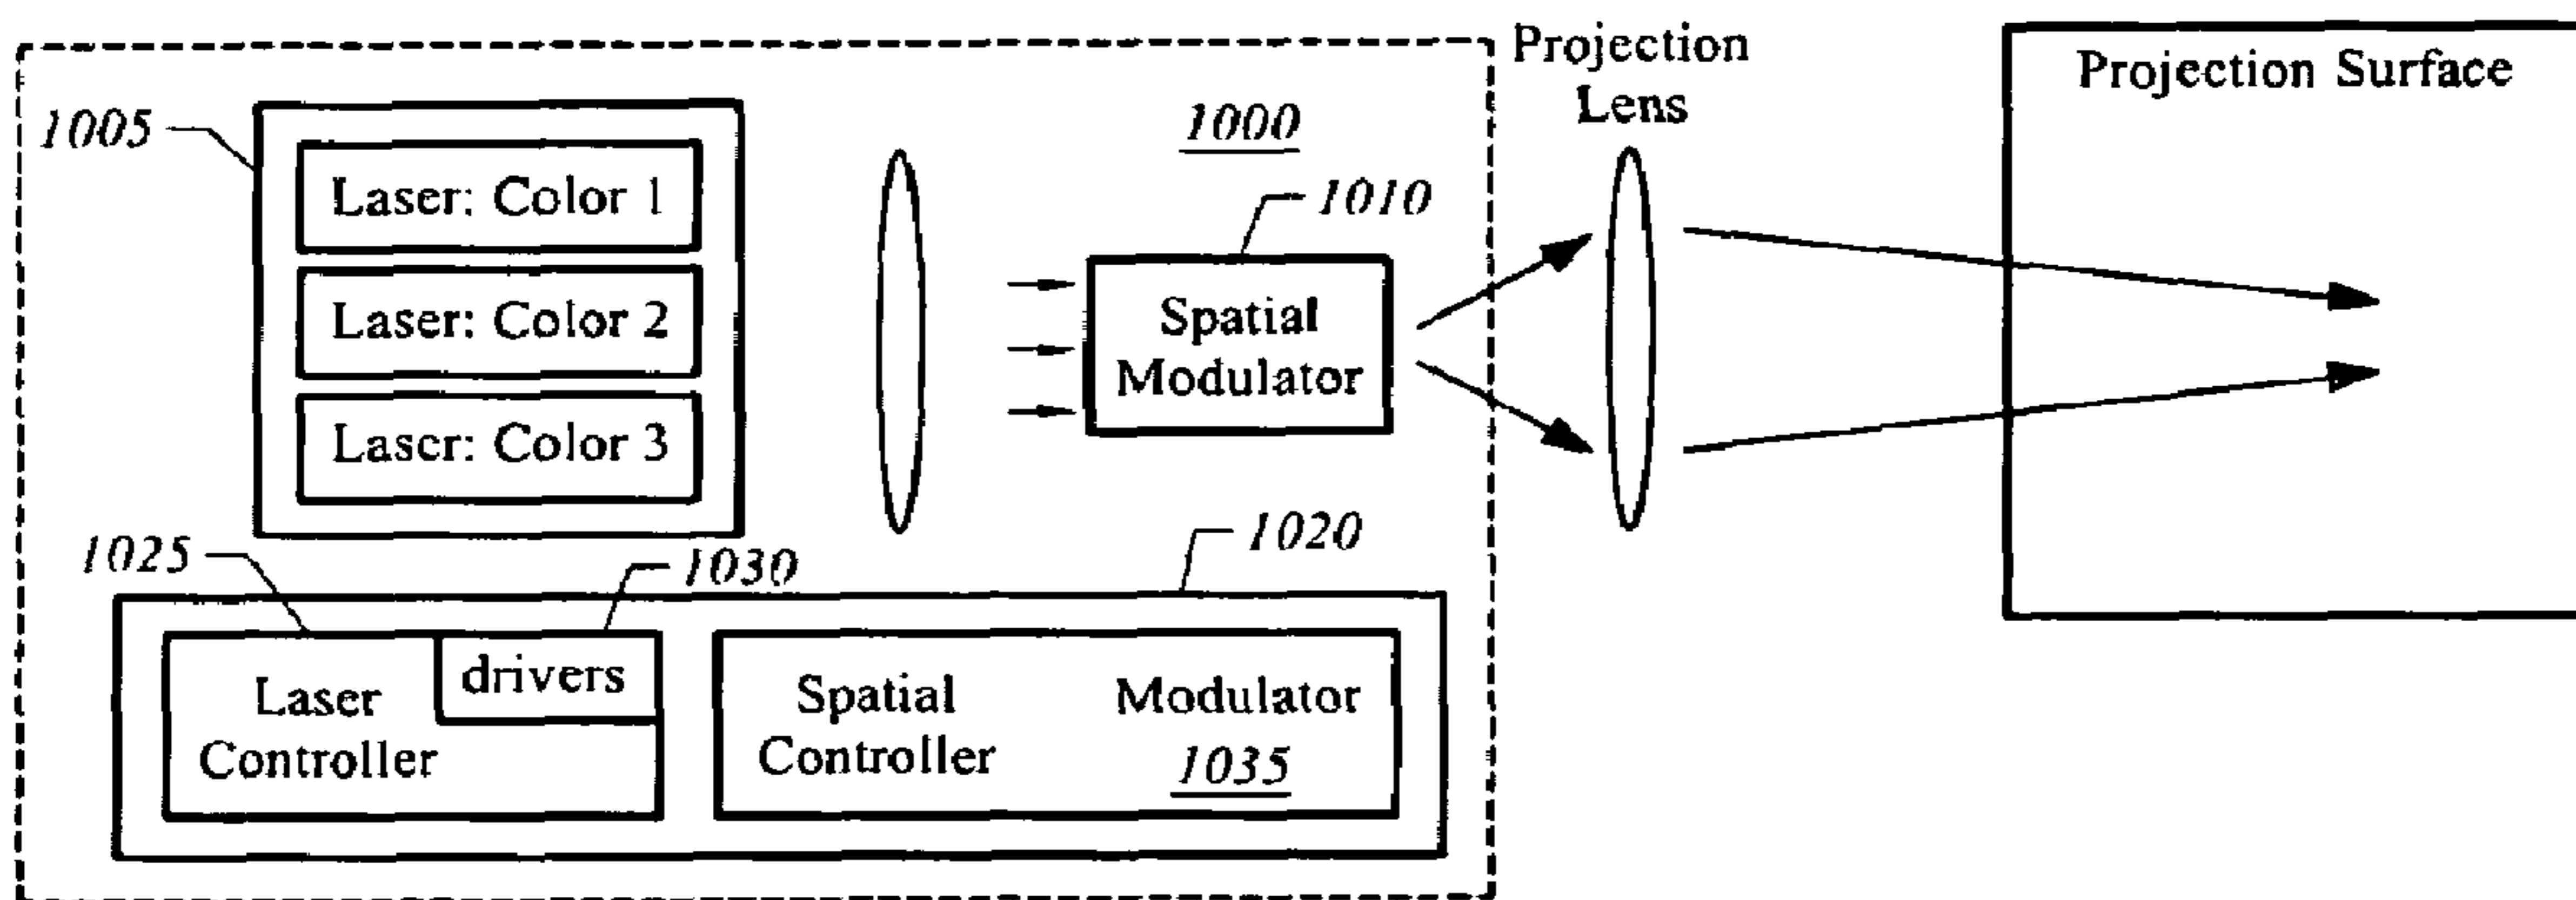 Projection
Lens
Projection Surface
1005
1000
Laser: Color 1
1010
Laser: Color 2
Spatial
Modulator
Laser: Color 3
1025
1030
1020
drivers
Laser
Controller
Spatial Modulator
Controller 1035